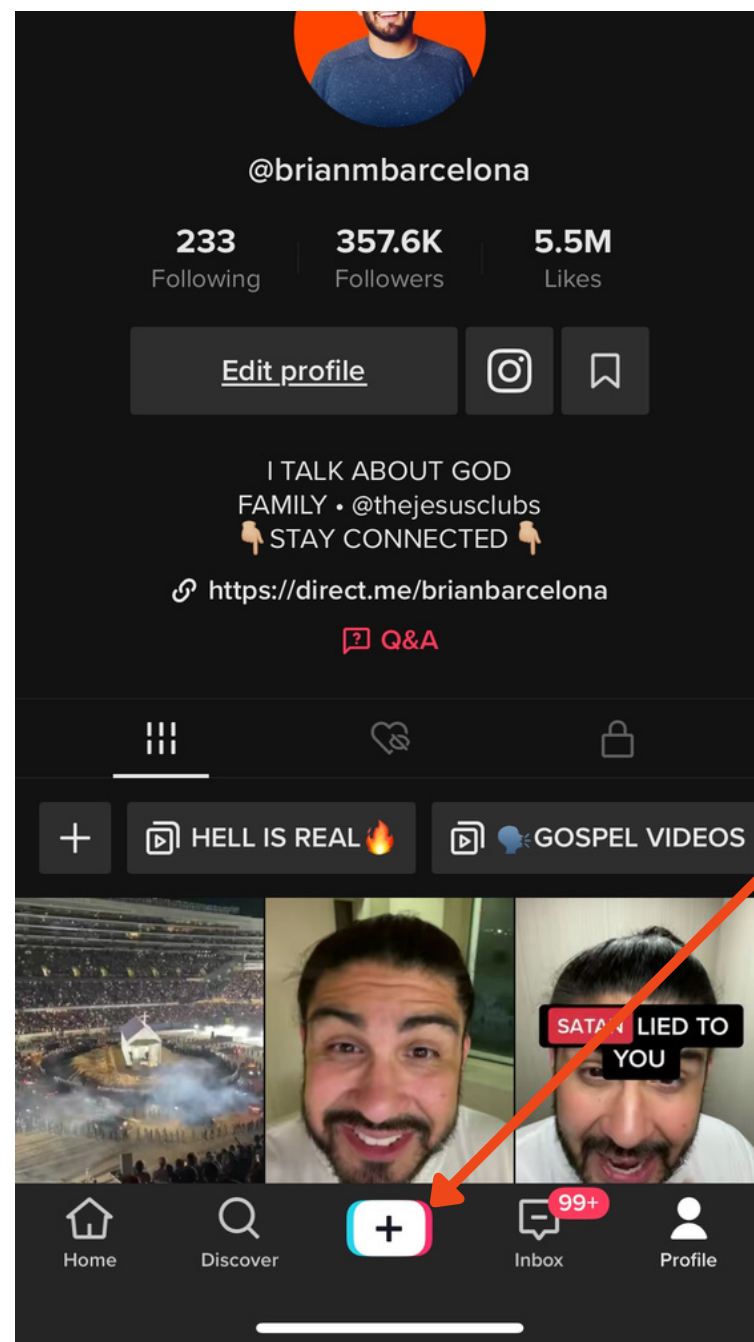 @brianmbarcelona
233 357.6K 5.5M
Following Followers Likes
Edit profile
I TALK ABOUT GOD
FAMILY • @thejesusclubs
👇🏼 STAY CONNECTED 👇🏼
https://direct.me/brianbarcelona
Q&A
HELL IS REAL🔥 🗣️GOSPEL VIDEOS
SATAN LIED TO
YOU
99+
Home Discover Inbox Profile